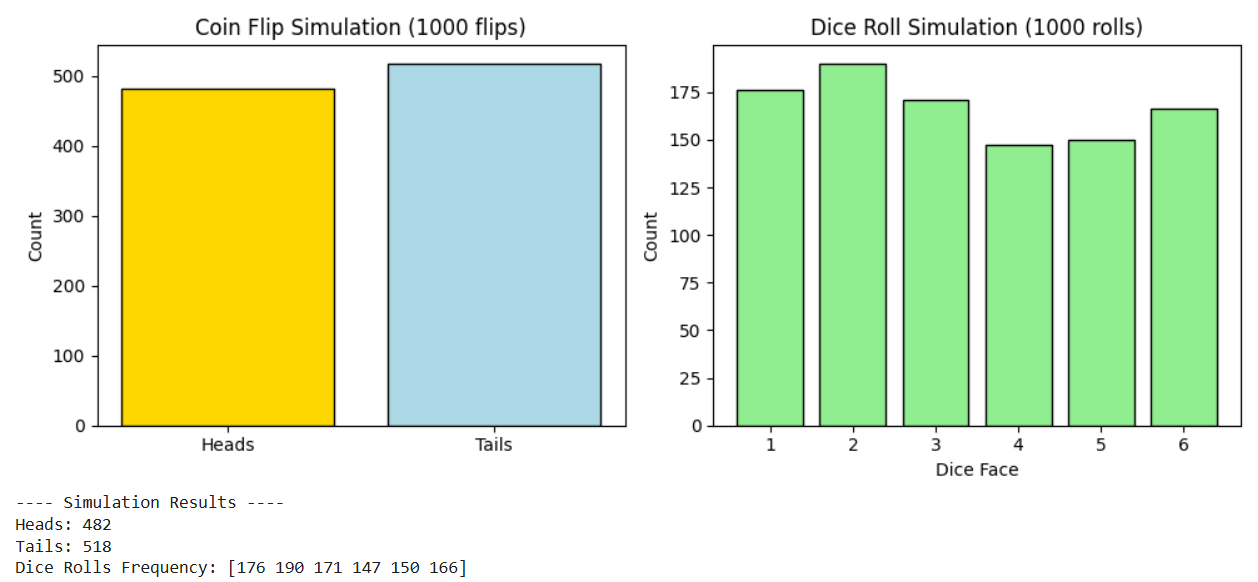 Coin Flip Simulation (1000 flips)
Count
500
400
300
200
100
0
Heads Tails
Dice Roll Simulation (1000 rolls)
Count
175
150
125
100
75
50
25
0
1 2 3 4 5 6
Dice Face
---- Simulation Results ----
Heads: 482
Tails: 518
Dice Rolls Frequency: [176 190 171 147 150 166]